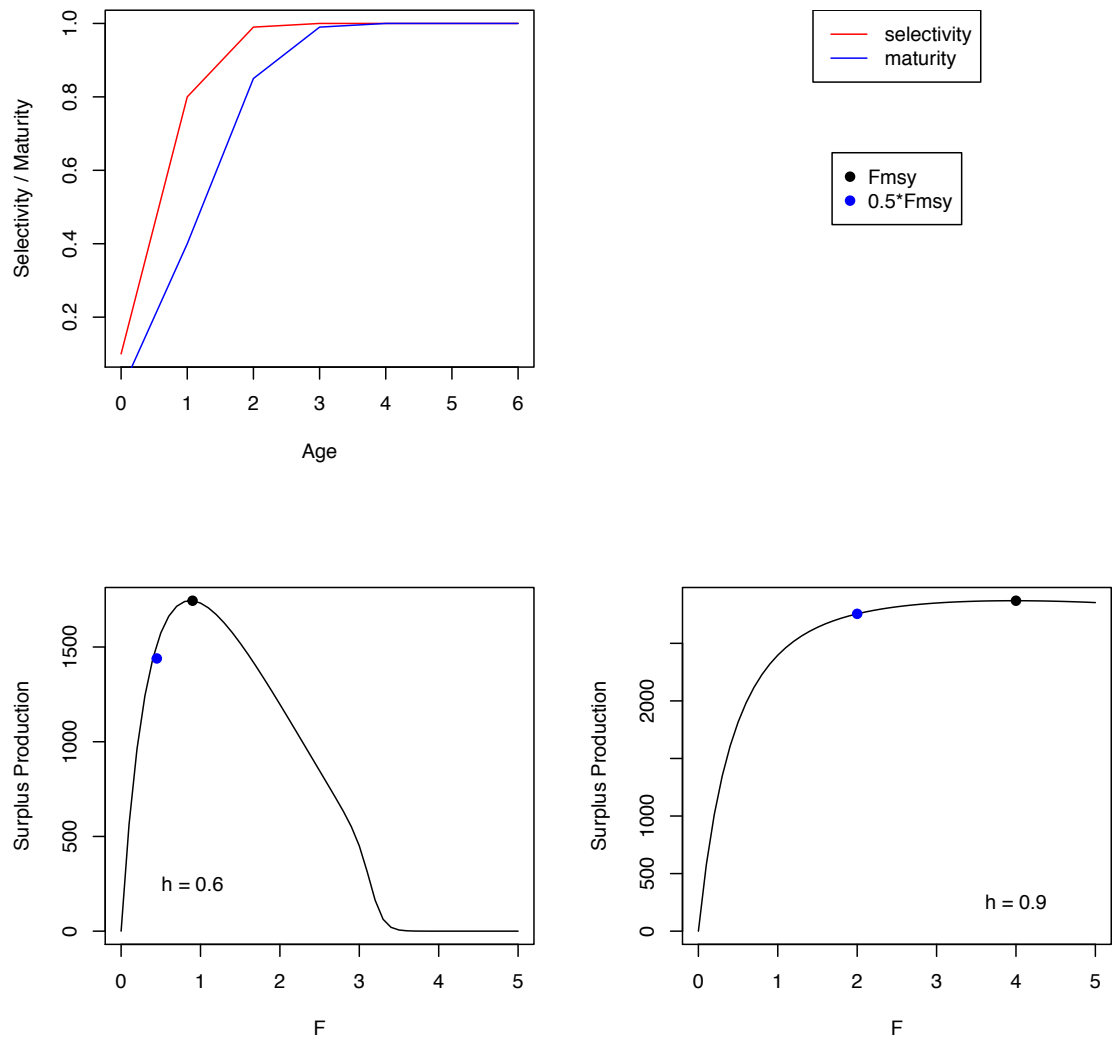 Selectivity / Maturity
1.0
0.8
0.6
0.4
0.2
0 1 2 3 4 5 6
Age
selectivity
maturity
Fmsy
0.5*Fmsy
Surplus Production
1500
1000
500
0
h = 0.6
0 1 2 3 4 5
F
Surplus Production
2000
1000
500
0
h = 0.9
0 1 2 3 4 5
F